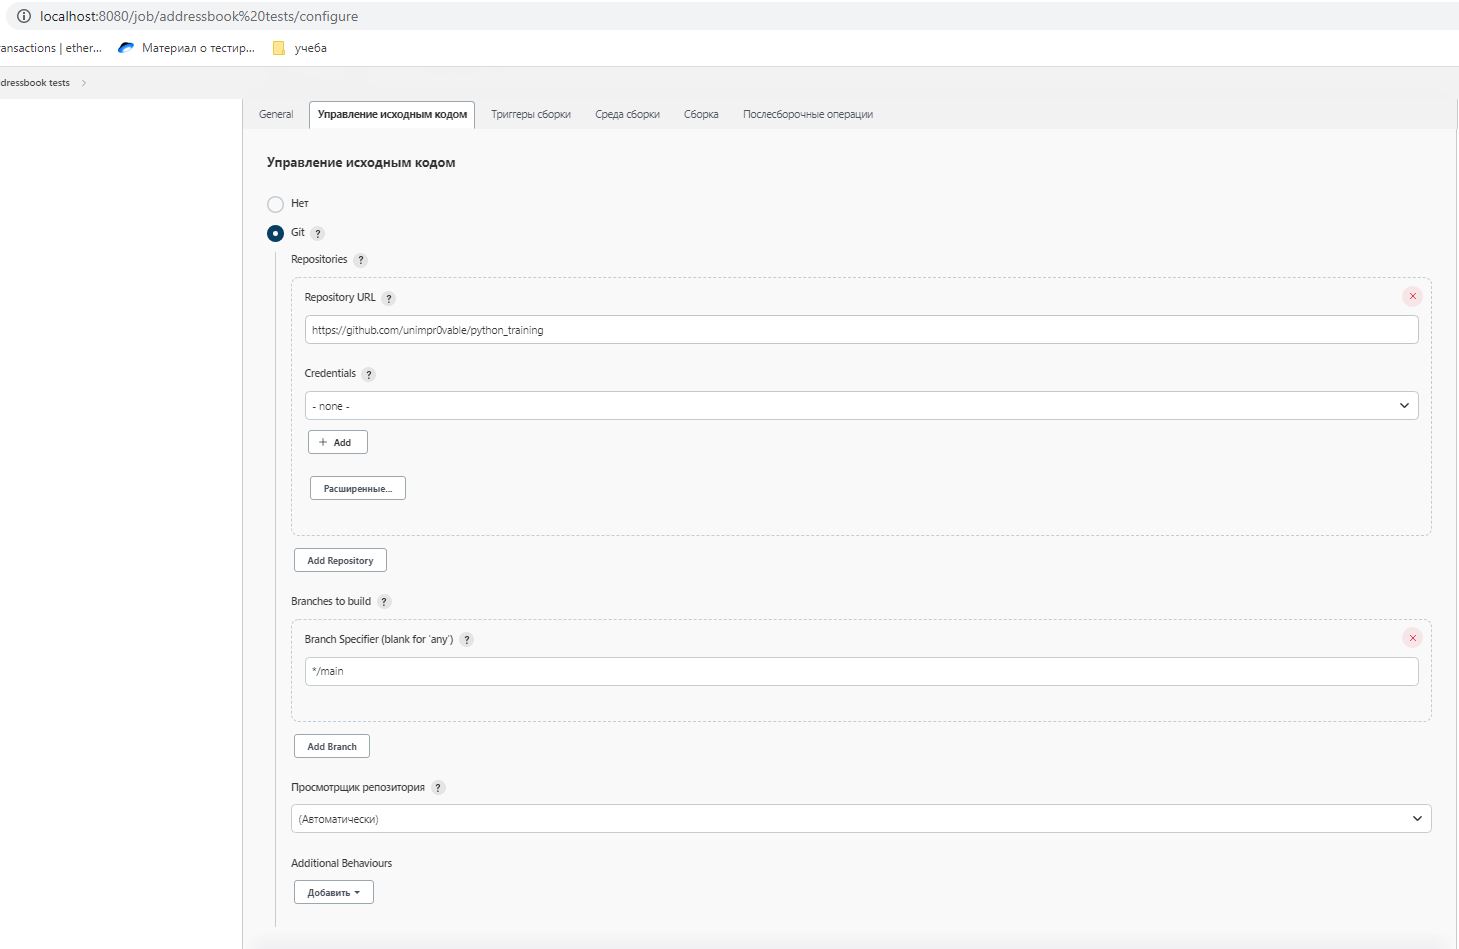 localhost:8080/job/addressbook%20tests/configure
ansactions | ether... Материал о тестир... учеба
dressbook tests
General Управление исходным кодом Триггеры сборки Среда сборки Сборка Послесборочные операции
Управление исходным кодом
Нет
Git ?
Repositories ?
Repository URL ?
https://github.com/unimpr0vable/python_training
Credentials ?
- none -
+ Add
Расширенные...
Add Repository
Branches to build ?
Branch Specifier (blank for 'any') ?
*/main
Add Branch
Просмотрщик репозитория ?
(Автоматически)
Additional Behaviours
Добавить